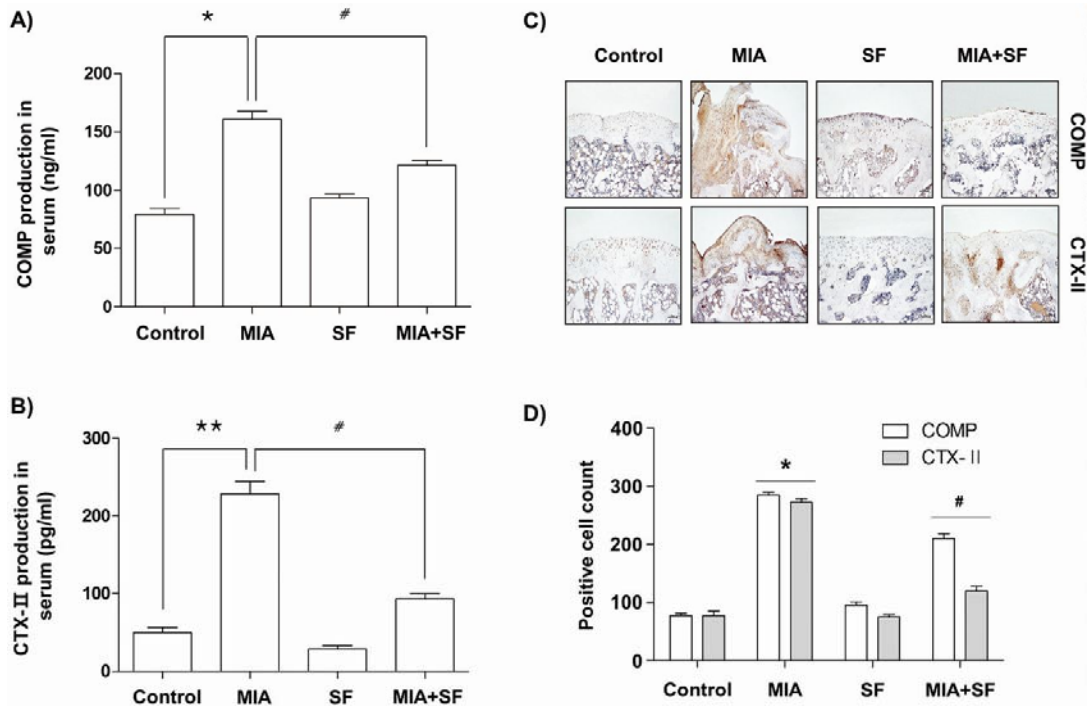 A)
*
#
COMP production in
serum (ng/ml)
200
150
100
50
0
Control MIA SF MIA+SF
B)
**
#
CTX-II production in
serum (pg/ml)
300
200
100
0
Control MIA SF MIA+SF
C)
Control MIA SF MIA+SF
COMP
CTX-II
D)
COMP
CTX-II
Positive cell count
400
300
200
100
0
*
#
Control MIA SF MIA+SF